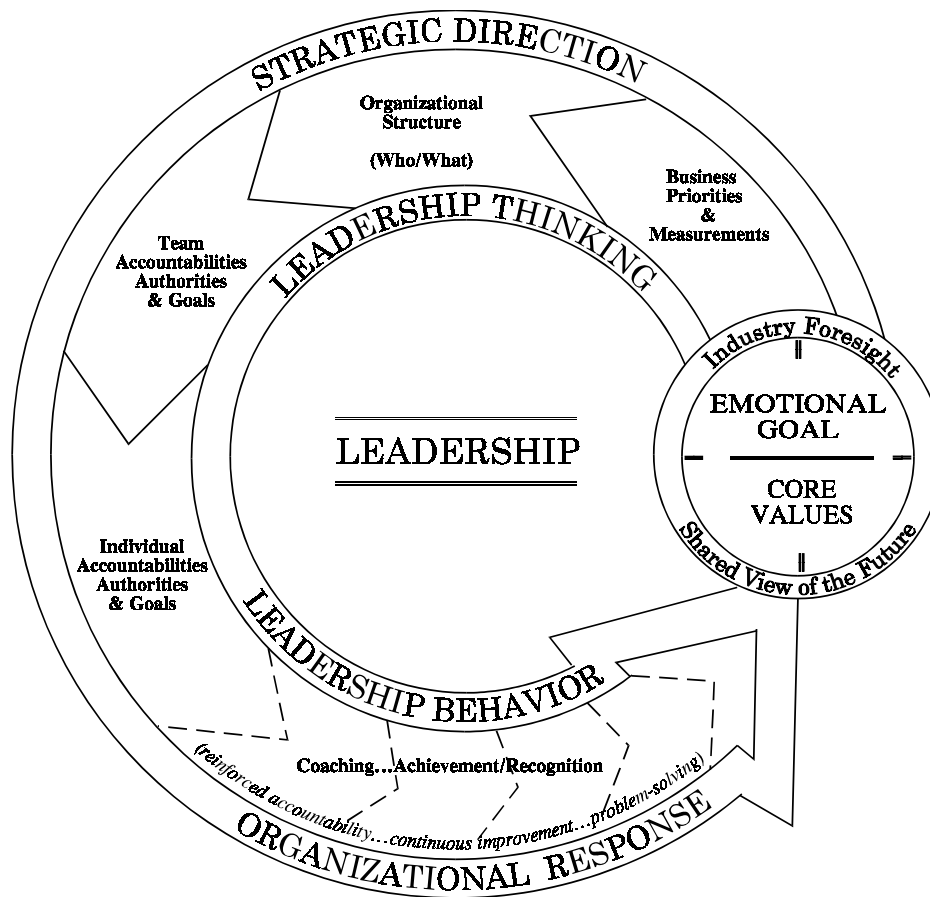 STRATEGIC DIRECTION
Organizational
Structure
(Who/What)
Business
Priorities
&
Measurements
LEADERSHIP THINKING
Team
Accountabilities
Authorities
& Goals
Industry Foresight
EMOTIONAL
GOAL
CORE
VALUES
Shared View of the Future
LEADERSHIP
Individual
Accountabilities
Authorities
& Goals
LEADERSHIP BEHAVIOR
Coaching...Achievement/Recognition
(reinforced accountability...continuous improvement...problem-solving)
ORGANIZATIONAL RESPONSE